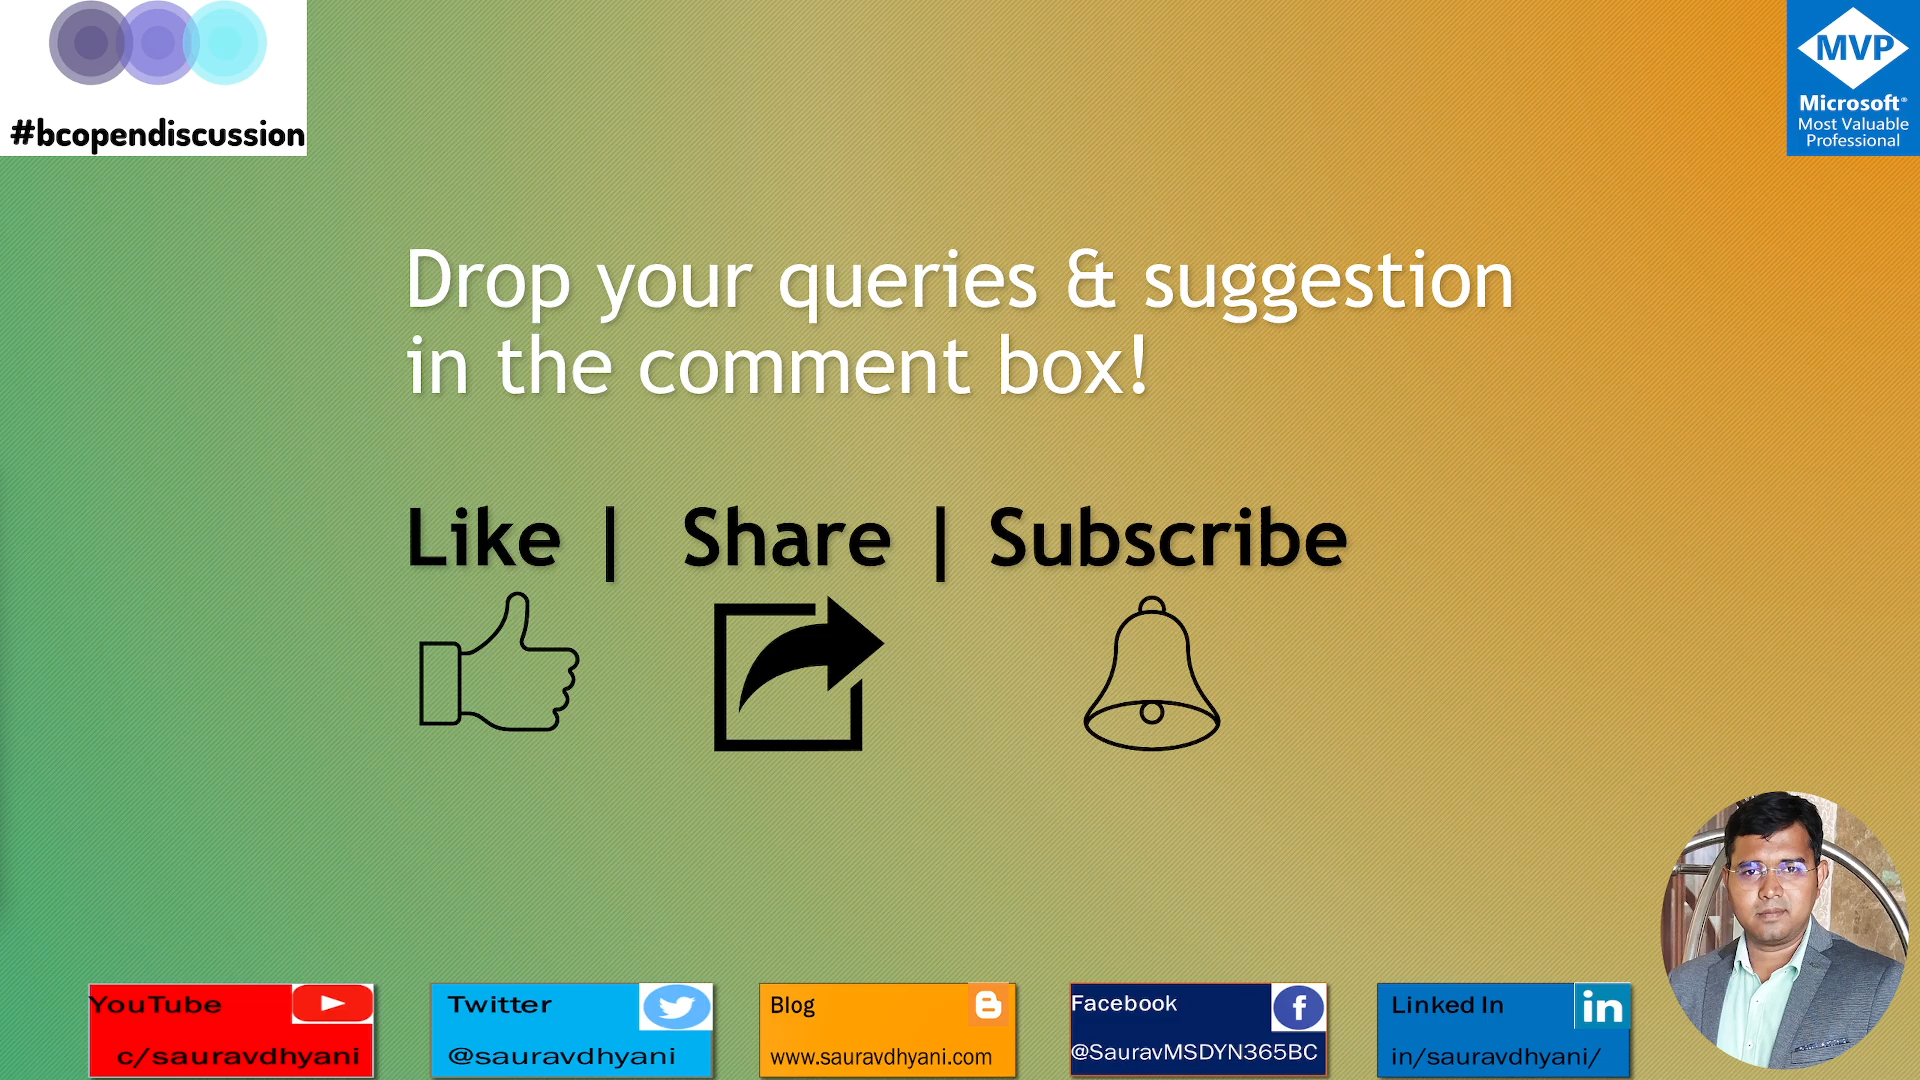 #bcopendiscussion
MVP
Microsoft®
Most Valuable
Professional
Drop your queries & suggestion
in the comment box!
Like | Share | Subscribe
YouTube
c/sauravdhyani
Twitter
@sauravdhyani
Blog
www.sauravdhyani.com
Facebook
@SauravMSDYN365BC
Linked In
in/sauravdhyani/